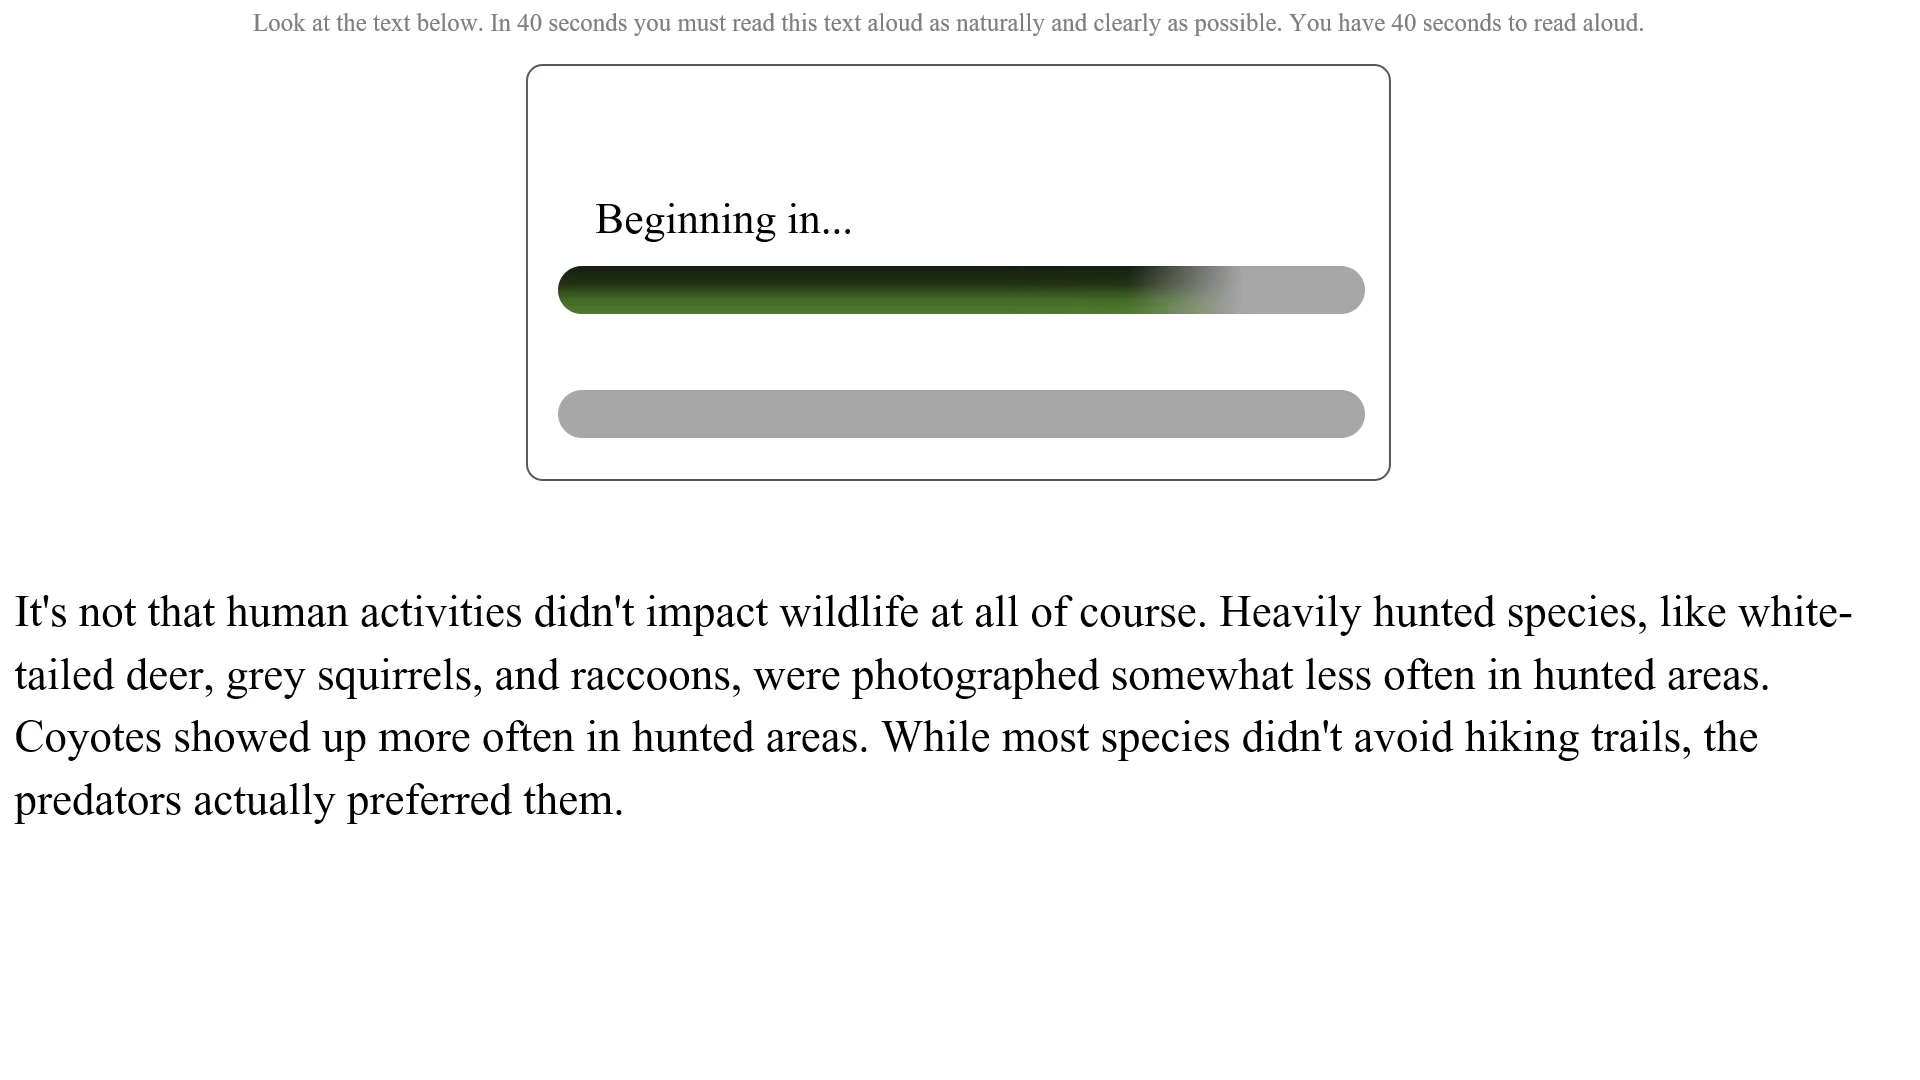 Look at the text below. In 40 seconds you must read this text aloud as naturally and clearly as possible. You have 40 seconds to read aloud.
Beginning in...
It's not that human activities didn't impact wildlife at all of course. Heavily hunted species, like white-
tailed deer, grey squirrels, and raccoons, were photographed somewhat less often in hunted areas.
Coyotes showed up more often in hunted areas. While most species didn't avoid hiking trails, the
predators actually preferred them.